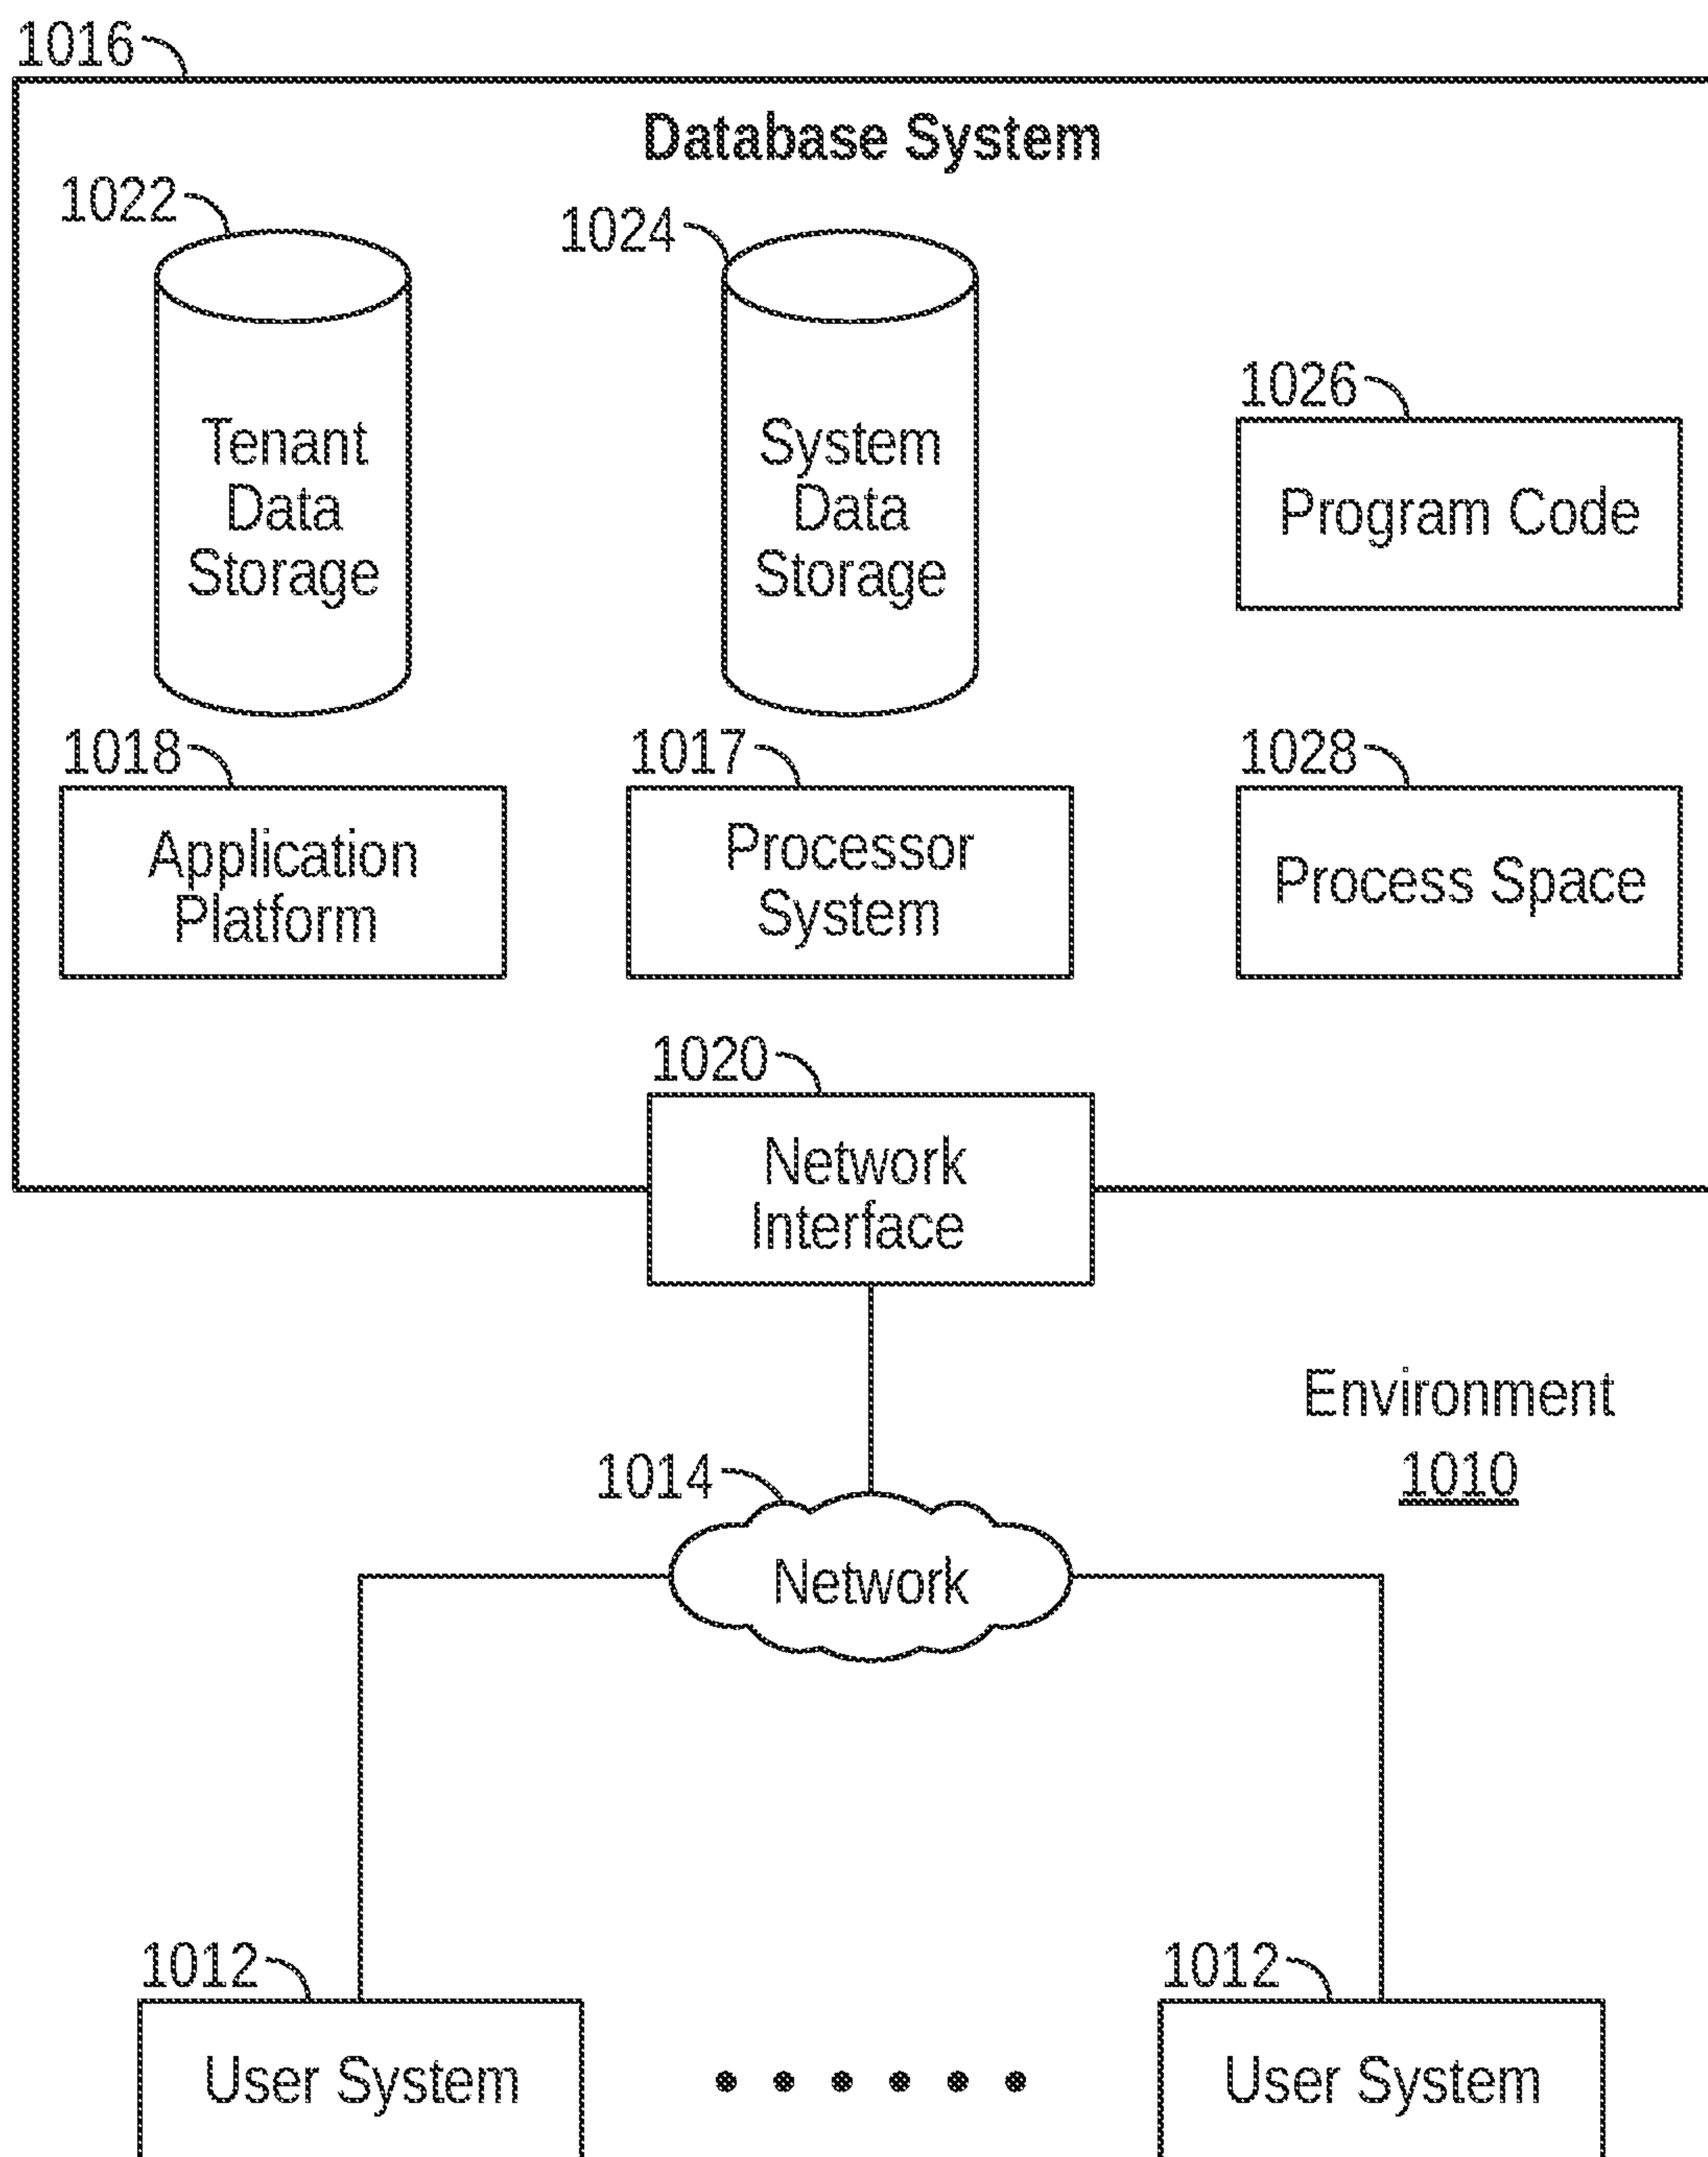 1016
Database System
1022
1024
Tenant
Data
Storage
System
Data
Storage
1026
Program Code
1018
Application
Platform
1017
Processor
System
1028
Process Space
1020
Network
Interface
Environment
1010
1014
Network
1012
User System
1012
User System